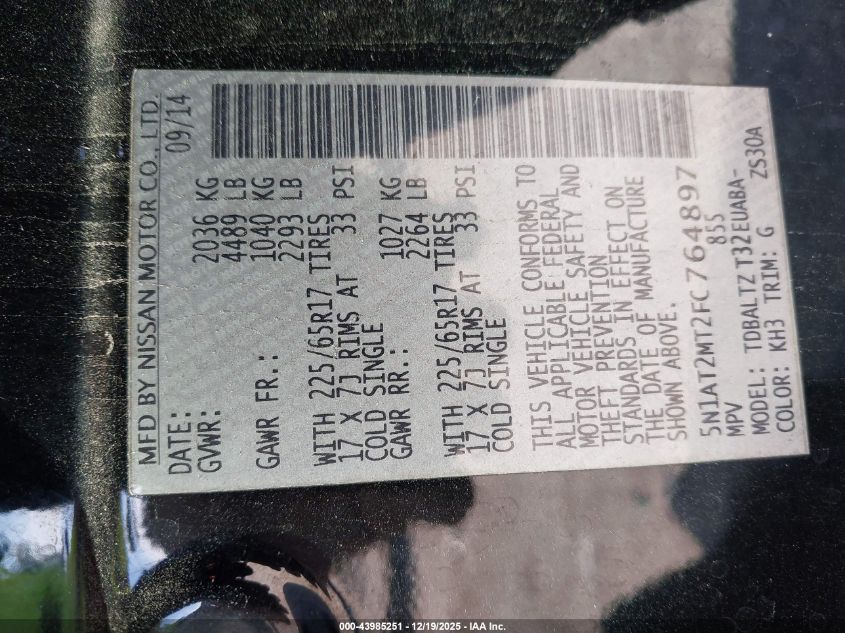 MFD BY NISSAN MOTOR CO., LTD.
DATE: 09/14
GVWR: 2036 KG
4489 LB
GAWR FR.: 1040 KG
2293 LB
WITH 225/65R17 TIRES
17 X 7J RIMS AT 33 PSI
COLD SINGLE
GAWR RR.: 1027 KG
2264 LB
WITH 225/65R17 TIRES
17 X 7J RIMS AT 33 PSI
COLD SINGLE
THIS VEHICLE CONFORMS TO
ALL APPLICABLE FEDERAL
MOTOR VEHICLE SAFETY AND
THEFT PREVENTION
STANDARDS IN EFFECT ON
THE DATE OF MANUFACTURE
SHOWN ABOVE.
5N1AT2MT2FC764897
MPV 855
MODEL: TDBALTZ T32EUABA-
COLOR: KH3 TRIM: G ZS30A
000-43985251 - 12/19/2025 - IAA Inc.